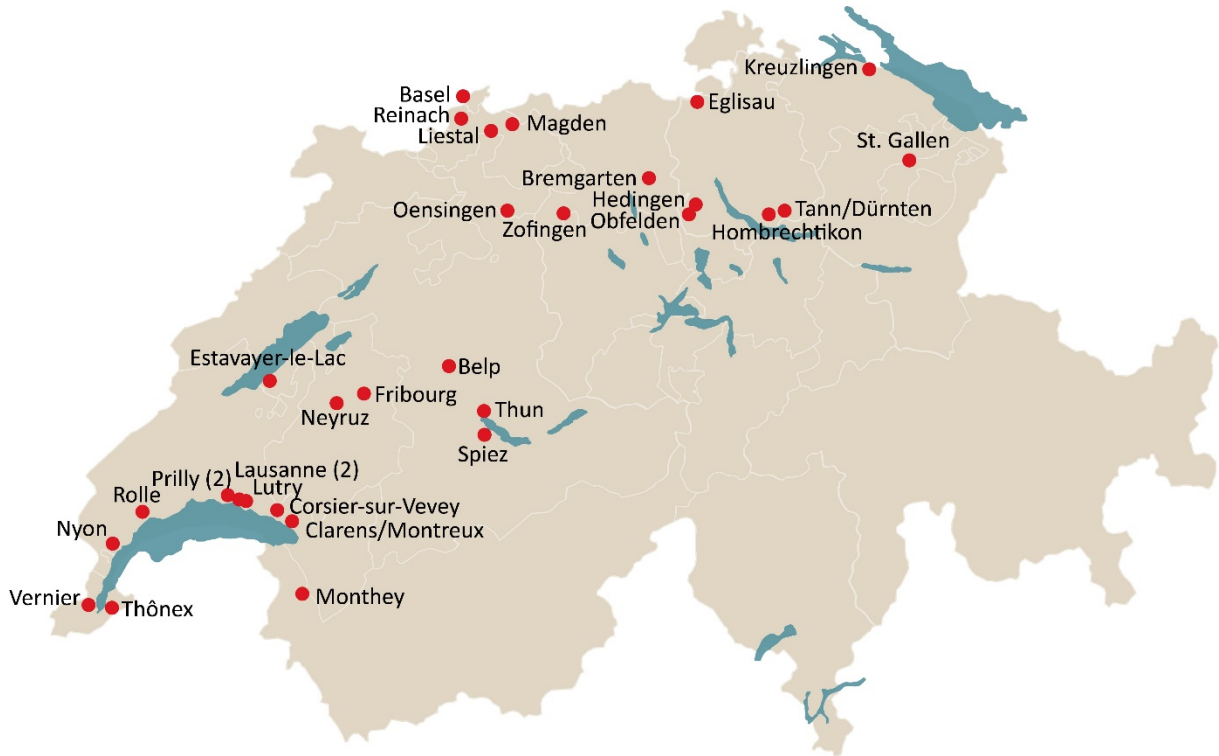 Kreuzlingen
Basel
Eglisau
Reinach
Magden
Liestal
St. Gallen
Bremgarten
Hedingen
Oensingen
Tann/Dürnten
Obfelden
Zofingen
Hombrechtikon
Estavayer-le-Lac
Belp
Fribourg
Neyruz
Thun
Spiez
Lausanne (2)
Prilly (2)
Lutry
Rolle
Corsier-sur-Vevey
Nyon
Clarens/Montreux
Monthey
Vernier
Thônex